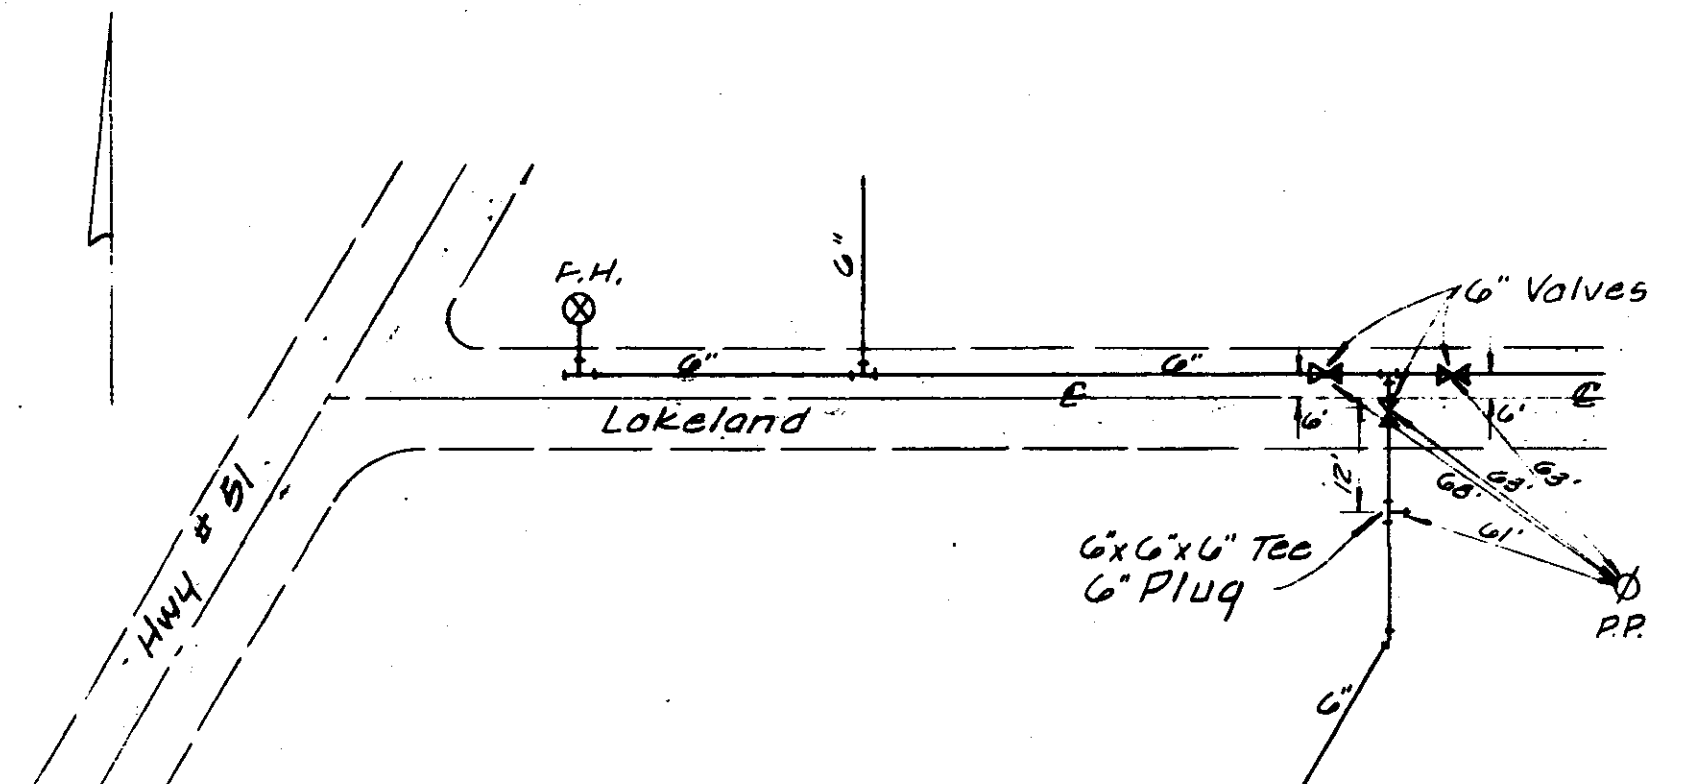 F.H.
6"
6" Valves
6"
6"
℄
℄
Lakeland
6'
6'
12'
68'
63'
63'
61'
HWY # 51
6"x6"x6" Tee
6" Plug
P.P.
6"